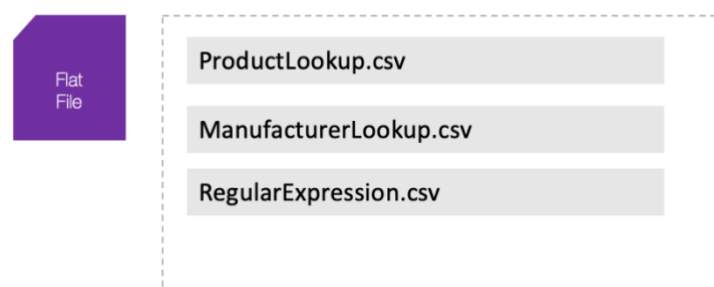 Flat
File
ProductLookup.csv
ManufacturerLookup.csv
RegularExpression.csv